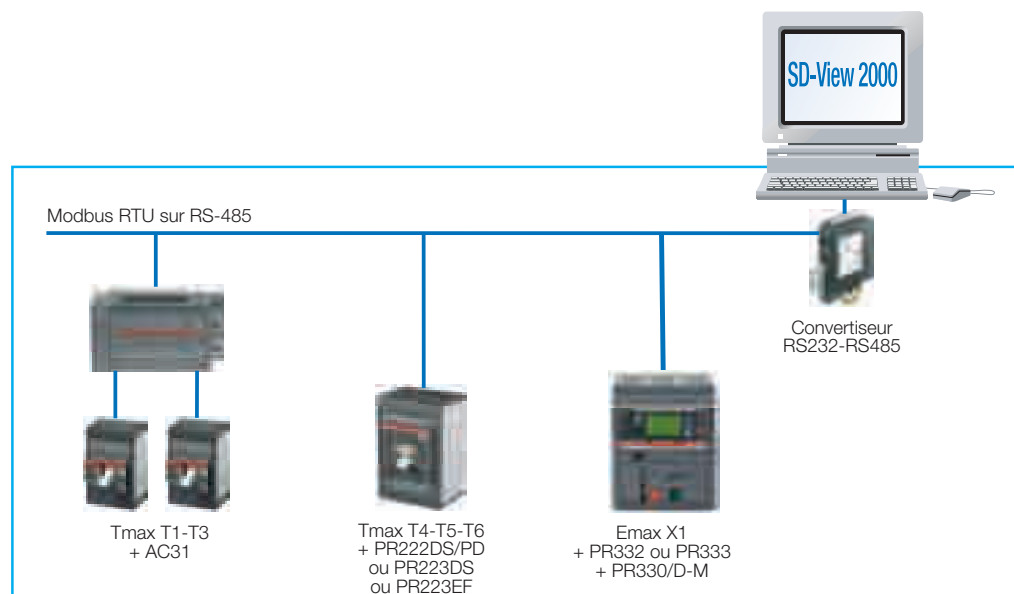 SD-View 2000
Modbus RTU sur RS-485
Convertiseur
RS232-RS485
Tmax T1-T3
+ AC31
Tmax T4-T5-T6
+ PR222DS/PD
ou PR223DS
ou PR223EF
Emax X1
+ PR332 ou PR333
+ PR330/D-M